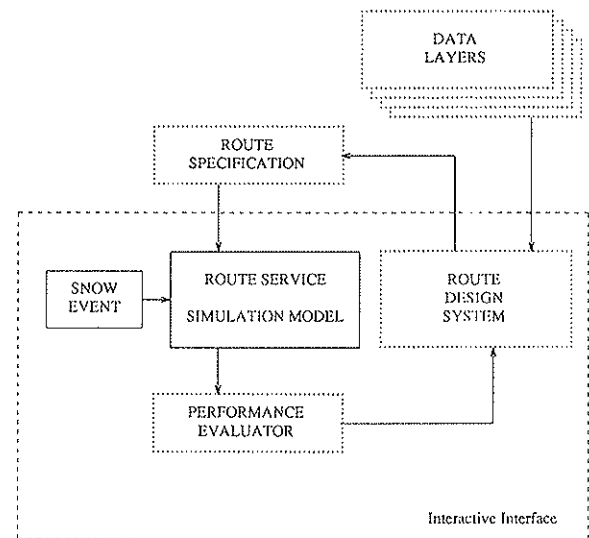 DATA
LAYERS
ROUTE
SPECIFICATION
SNOW
EVENT
ROUTE SERVICE
SIMULATION MODEL
ROUTE
DESIGN
SYSTEM
PERFORMANCE
EVALUATOR
Interactive Interface